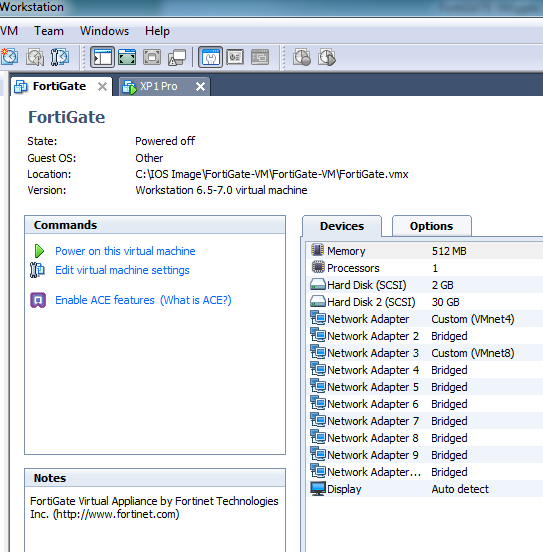 Workstation
VM Team Windows Help
FortiGate XP1 Pro
FortiGate
State: Powered off
Guest OS: Other
Location: C:\IOS Image\FortiGate-VM\FortiGate-VM\FortiGate.vmx
Version: Workstation 6.5-7.0 virtual machine
Commands
Power on this virtual machine
Edit virtual machine settings
Enable ACE features (What is ACE?)
Devices Options
Memory 512 MB
Processors 1
Hard Disk (SCSI) 2 GB
Hard Disk 2 (SCSI) 30 GB
Network Adapter Custom (VMnet4)
Network Adapter 2 Bridged
Network Adapter 3 Custom (VMnet8)
Network Adapter 4 Bridged
Network Adapter 5 Bridged
Network Adapter 6 Bridged
Network Adapter 7 Bridged
Network Adapter 8 Bridged
Network Adapter 9 Bridged
Network Adapter... Bridged
Display Auto detect
Notes
FortiGate Virtual Appliance by Fortinet Technologies
Inc. (http://www.fortinet.com)